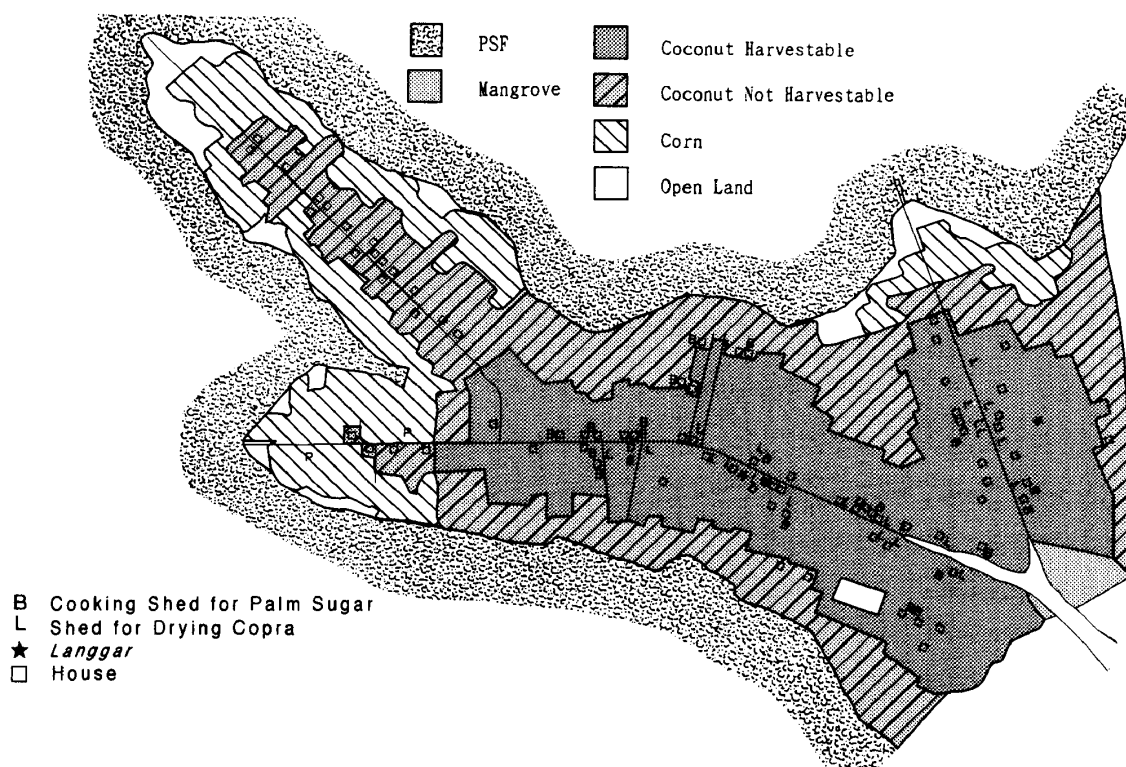 PSF
Mangrove
Coconut Harvestable
Coconut Not Harvestable
Corn
Open Land
B Cooking Shed for Palm Sugar
L Shed for Drying Copra
★ Langgar
□ House
P
P